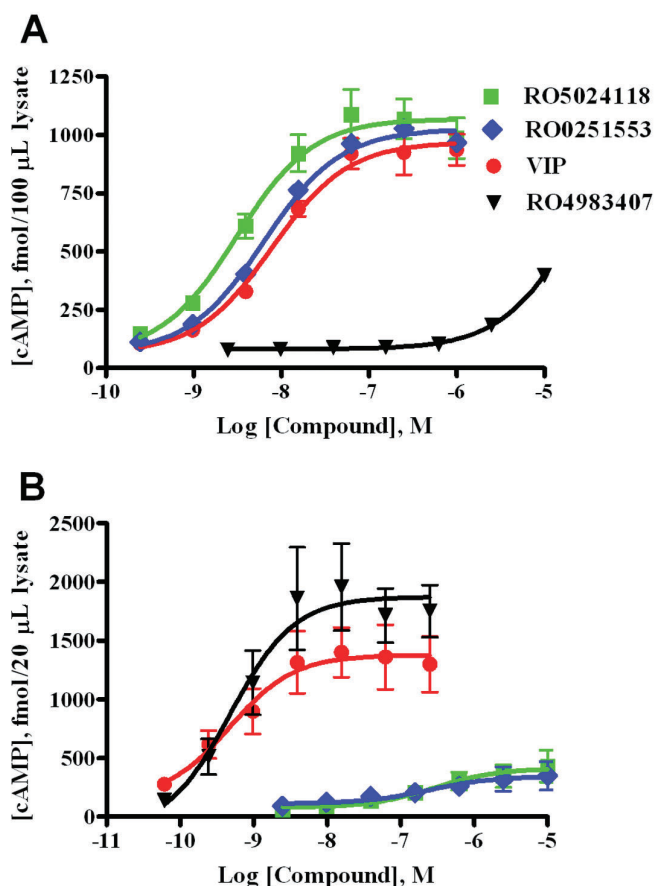 A
1250
1000
750
500
250
0
-10 -9 -8 -7 -6 -5
[cAMP], fmol/100 μL lysate
Log [Compound], M
RO5024118
RO0251553
VIP
RO4983407
B
2500
2000
1500
1000
500
0
-11 -10 -9 -8 -7 -6 -5
[cAMP], fmol/20 μL lysate
Log [Compound], M